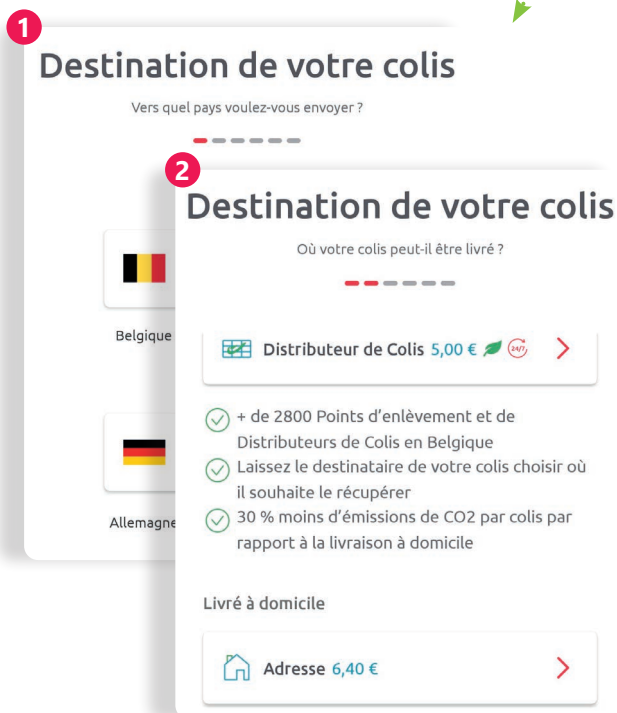 1
Destination de votre colis
Vers quel pays voulez-vous envoyer ?
Belgique
Allemagne
2
Destination de votre colis
Où votre colis peut-il être livré ?
Distributeur de Colis 5,00 € 24/7
+ de 2800 Points d’enlèvement et de
Distributeurs de Colis en Belgique
Laissez le destinataire de votre colis choisir où
il souhaite le récupérer
30 % moins d’émissions de CO2 par colis par
rapport à la livraison à domicile
Livré à domicile
Adresse 6,40 €